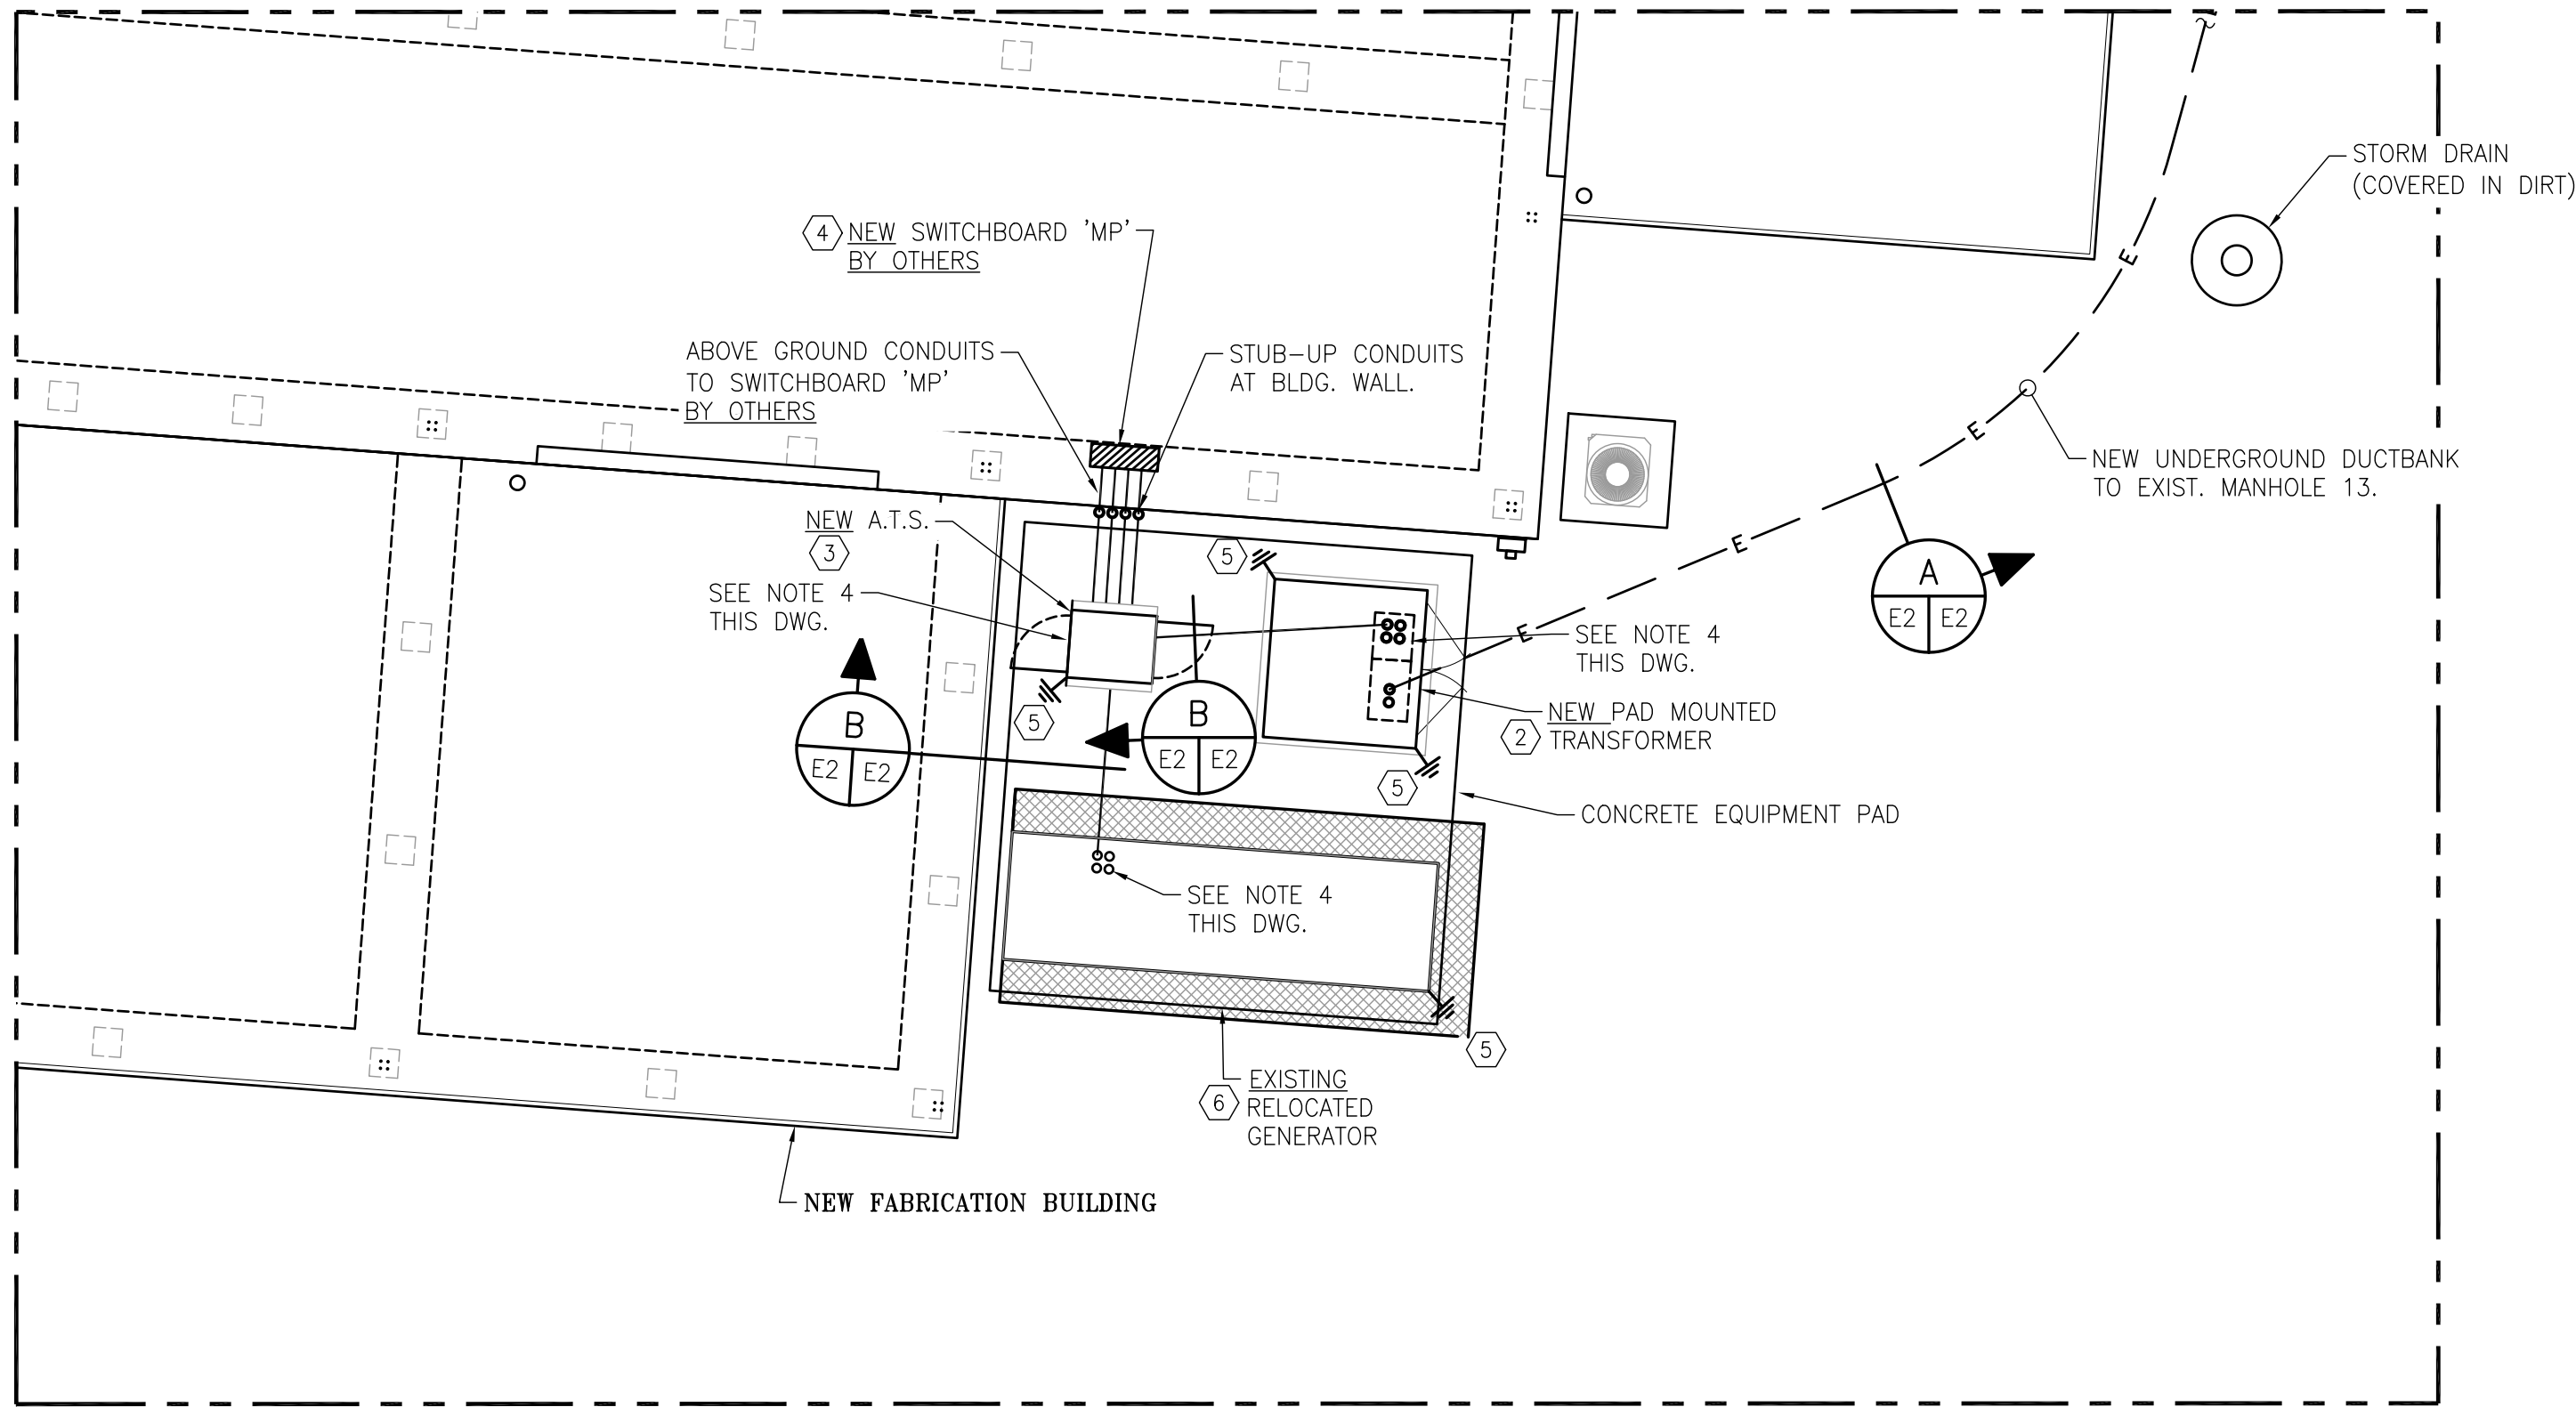 STORM DRAIN
(COVERED IN DIRT)
4
NEW SWITCHBOARD 'MP'
BY OTHERS
E
ABOVE GROUND CONDUITS
TO SWITCHBOARD 'MP'
BY OTHERS
STUB-UP CONDUITS
AT BLDG. WALL.
E
NEW UNDERGROUND DUCTBANK
TO EXIST. MANHOLE 13.
NEW A.T.S.
3
5
E
A
E2 E2
SEE NOTE 4
THIS DWG.
E
SEE NOTE 4
THIS DWG.
B
E2 E2
5
B
E2 E2
NEW PAD MOUNTED
2
TRANSFORMER
5
CONCRETE EQUIPMENT PAD
SEE NOTE 4
THIS DWG.
5
6
EXISTING
RELOCATED
GENERATOR
NEW FABRICATION BUILDING